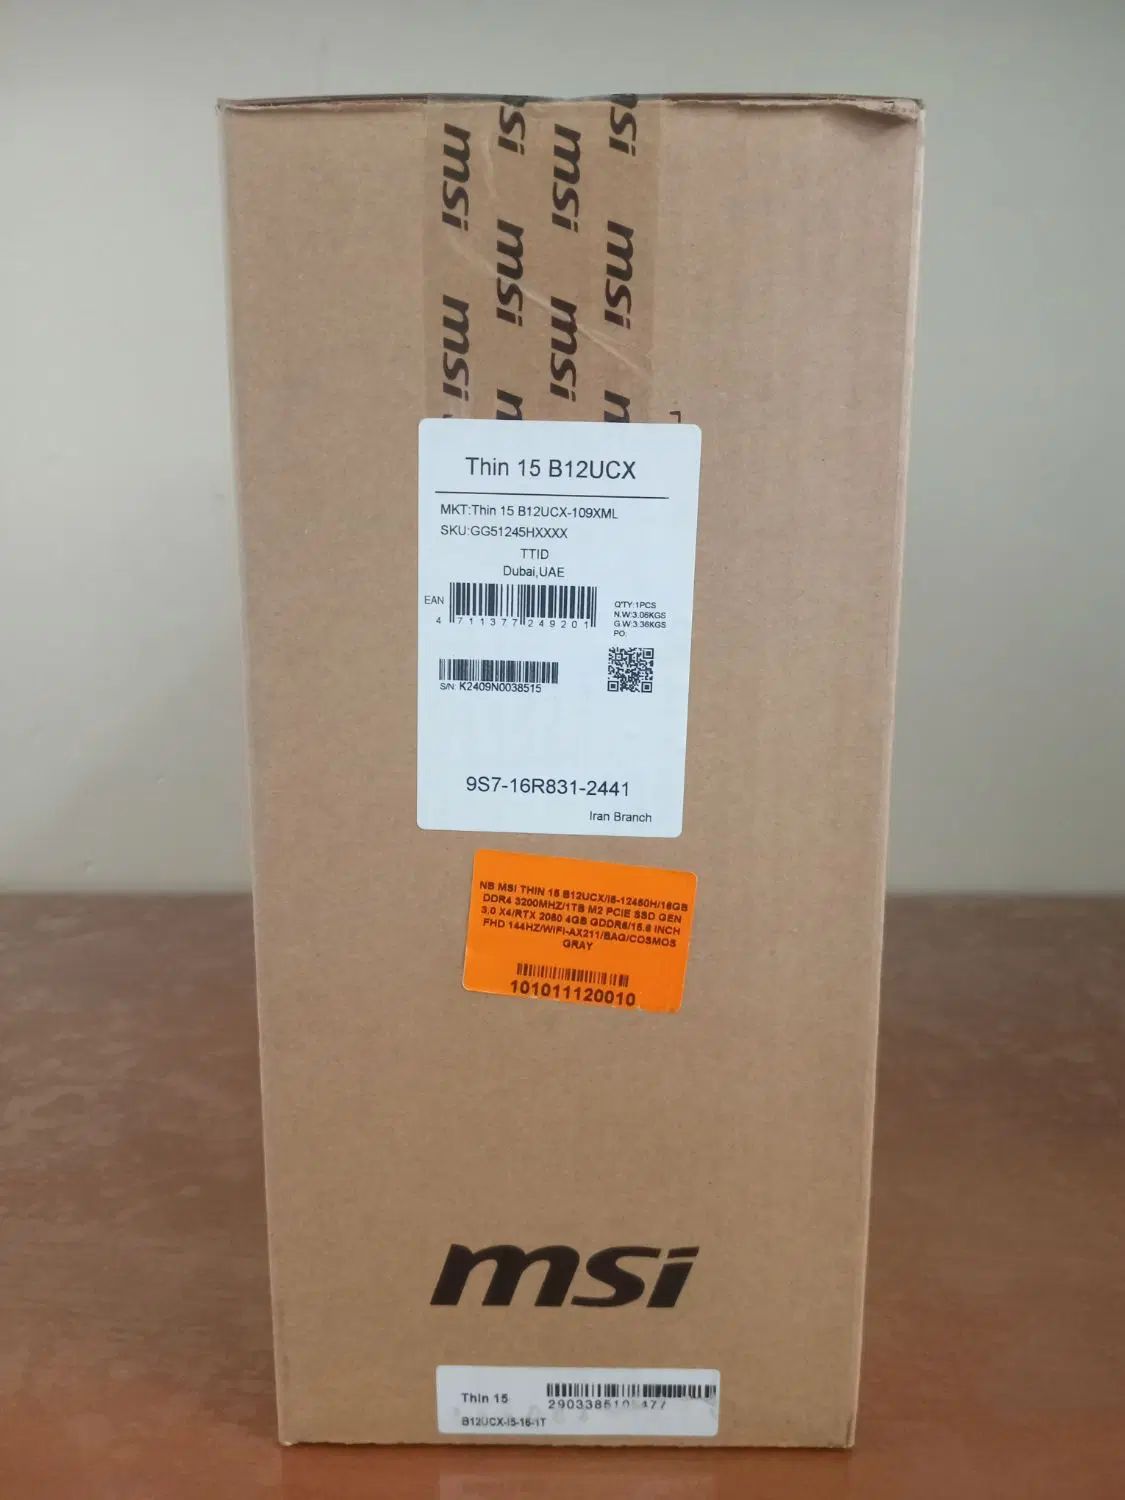 msi msi msi msi
msi msi msi msi
Thin 15 B12UCX
MKT:Thin 15 B12UCX-109XML
SKU:GG51245HXXXX
TTID
Dubai,UAE
EAN
4 711377 249201
Q'TY:1PCS
N.W:3.06KGS
G.W:3.36KGS
PO:
S/N: K2409N0038515
9S7-16R831-2441
Iran Branch
NB MSI THIN 15 B12UCX/I5-12450H/16GB
DDR4 3200MHZ/1TB M2 PCIE SSD GEN
3.0 X4/RTX 2050 4GB GDDR6/15.6 INCH
FHD 144HZ/WIFI-AX211/BAG/COSMOS
GRAY
101011120010
msi
Thin 15
B12UCX-I5-16-1T